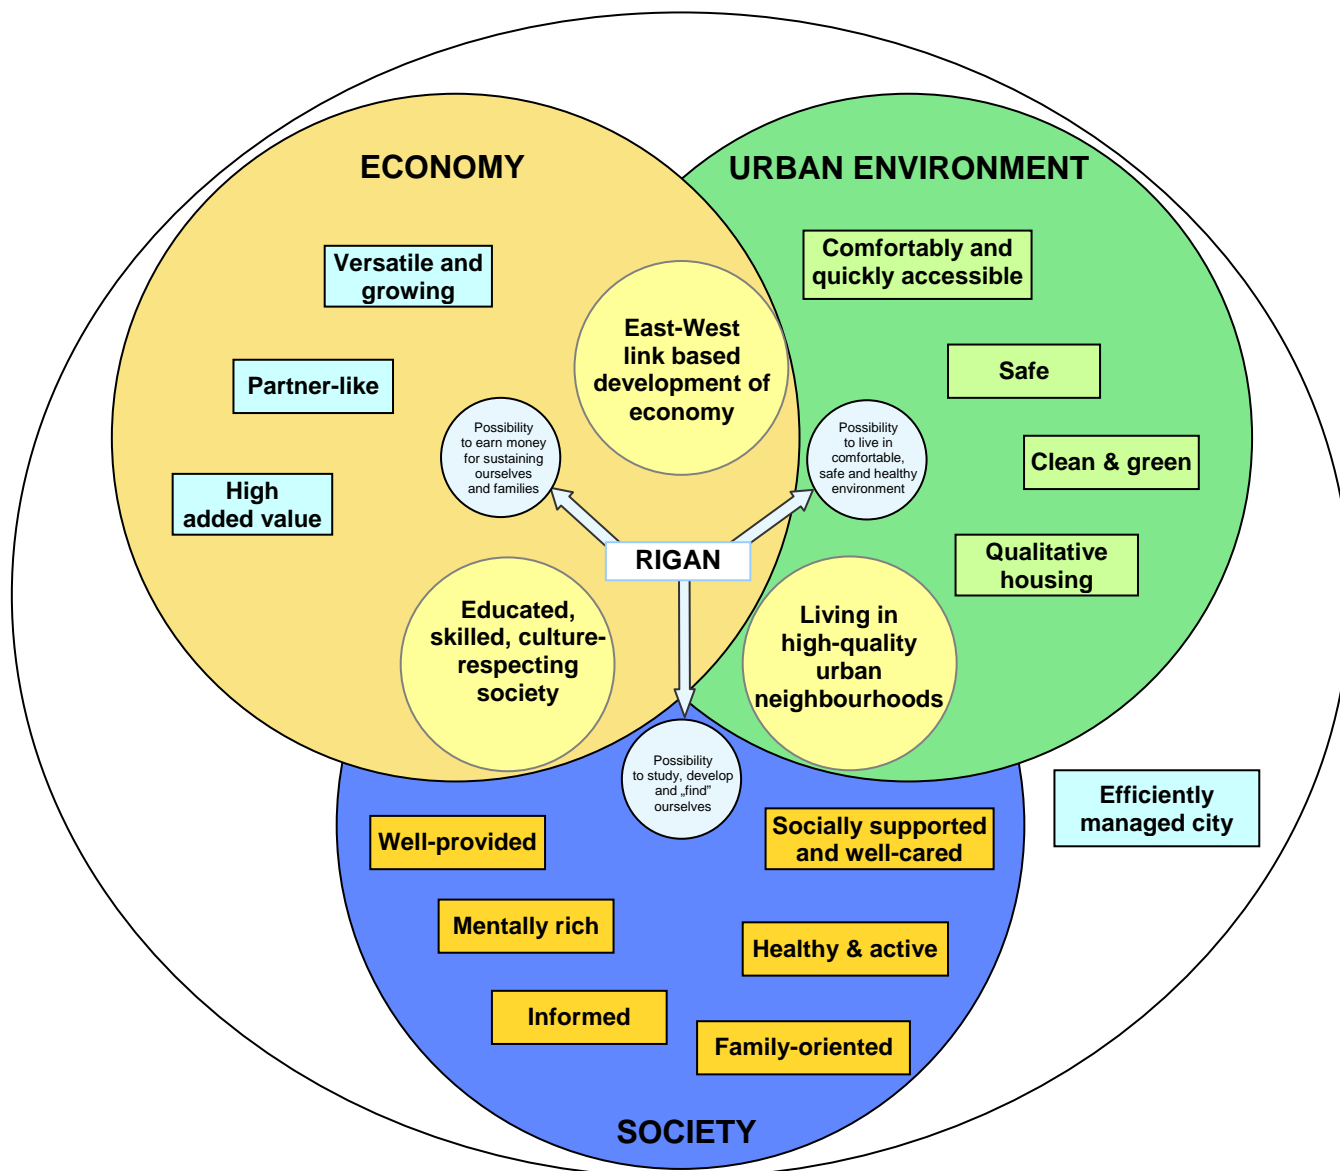 ECONOMY
URBAN ENVIRONMENT
Versatile and
growing
Comfortably and
quickly accessible
East-West
link based
development of
economy
Partner-like
Safe
Possibility
to earn money
for sustaining
ourselves
and families
Possibility
to live in
comfortable,
safe and healthy
environment
Clean & green
High
added value
RIGAN
Qualitative
housing
Educated,
skilled, culture-
respecting
society
Living in
high-quality
urban
neighbourhoods
Possibility
to study, develop
and „find”
ourselves
Efficiently
managed city
Well-provided
Socially supported
and well-cared
Mentally rich
Healthy & active
Informed
Family-oriented
SOCIETY